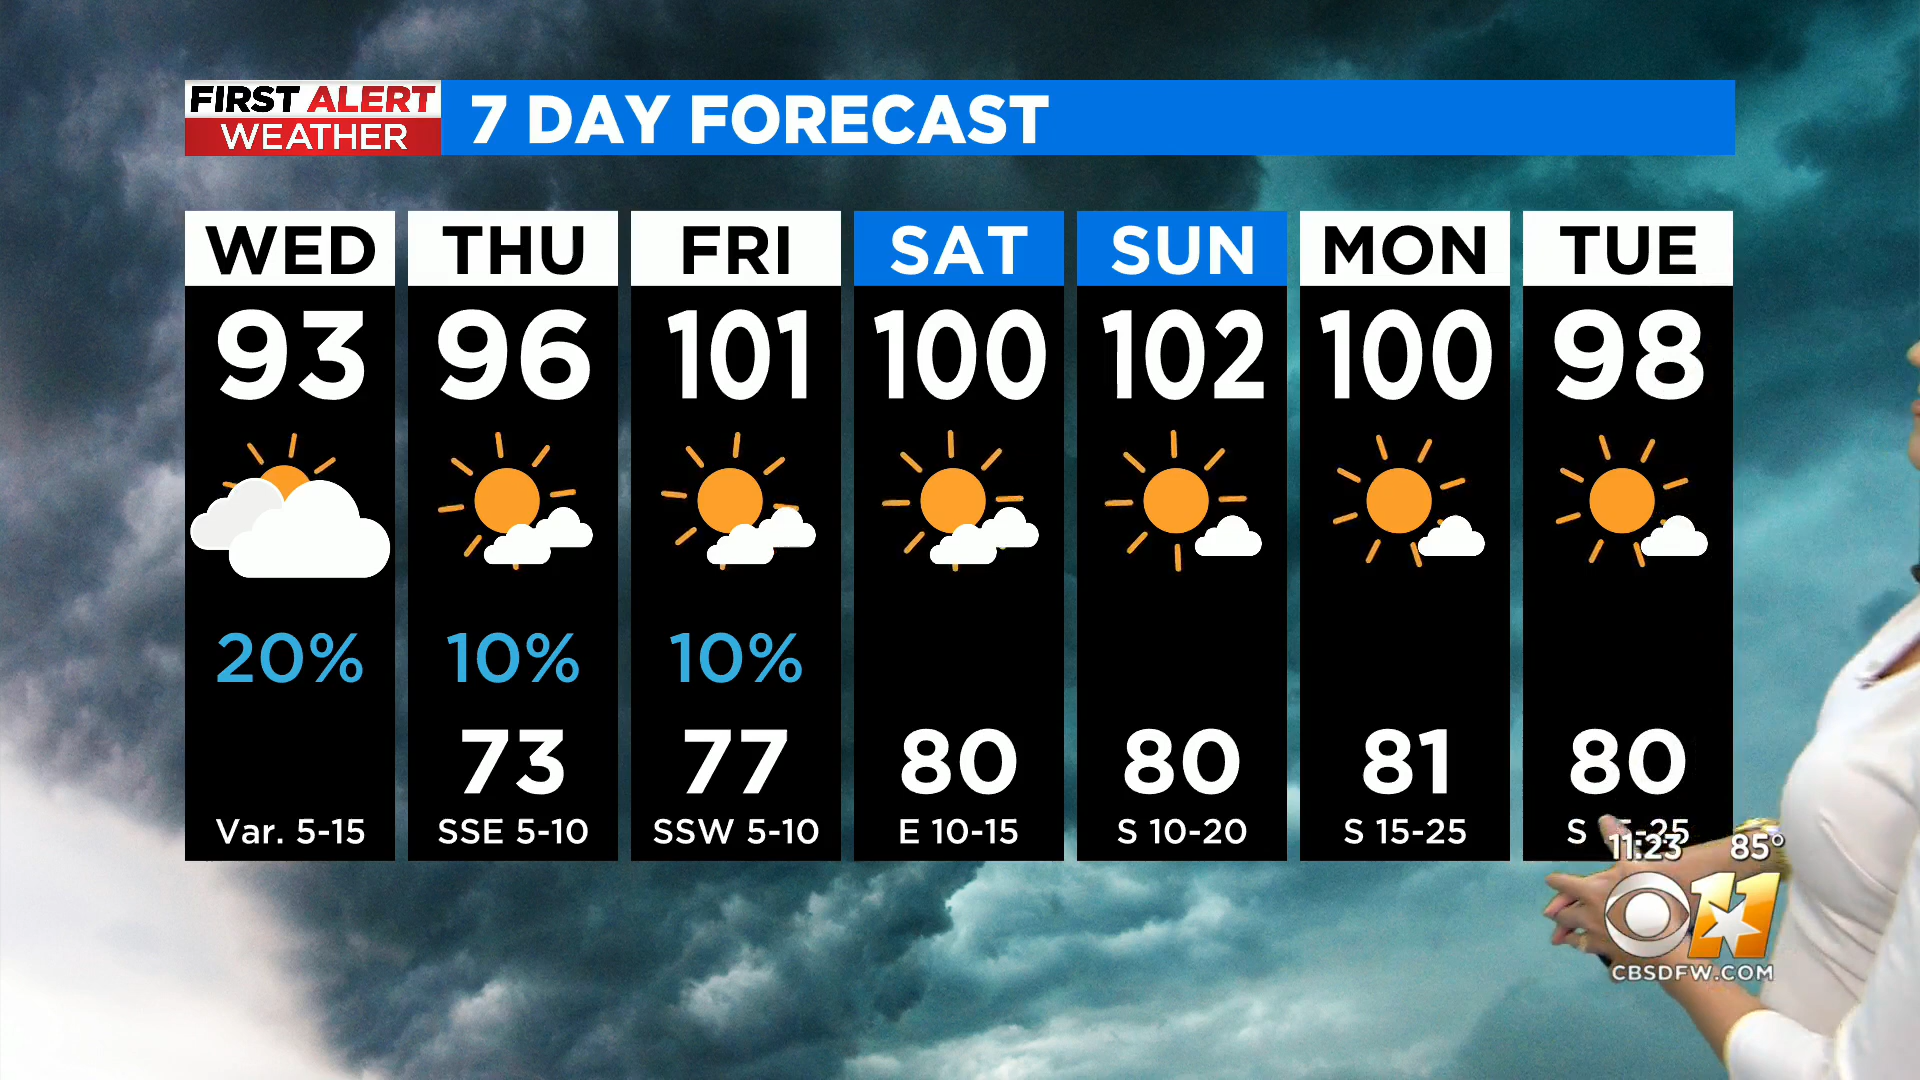 FIRST ALERT
WEATHER
7 DAY FORECAST
WED THU FRI SAT SUN MON TUE
93 96 101 100 102 100 98
20% 10% 10%
73 77 80 80 81 80
Var. 5-15 SSE 5-10 SSW 5-10 E 10-15 S 10-20 S 15-25 S
11:23 85°
11
CBSDFW.COM